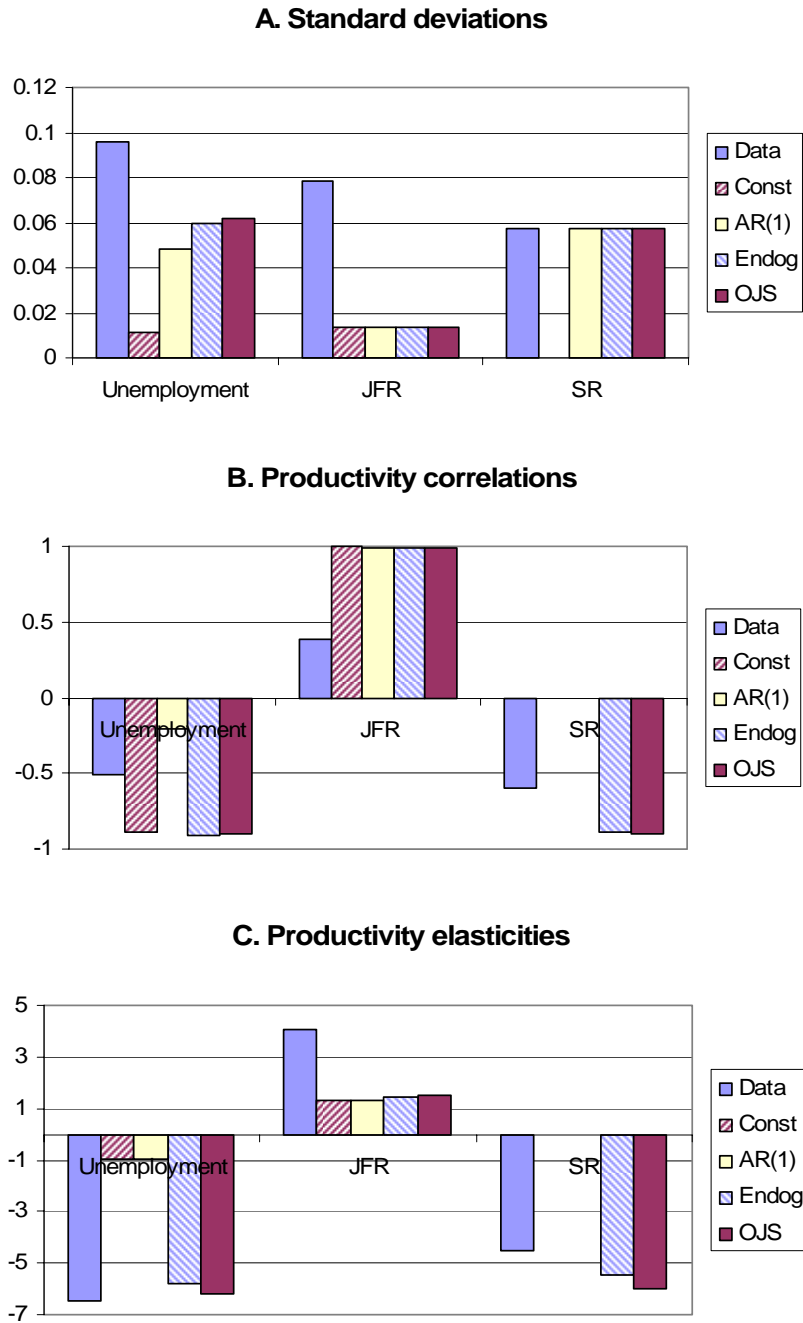 A. Standard deviations
0.12
0.1
0.08
0.06
0.04
0.02
0
Unemployment JFR SR
Data
Const
AR(1)
Endog
OJS
B. Productivity correlations
1
0.5
0
-0.5
-1
Unemployment JFR SR
Data
Const
AR(1)
Endog
OJS
C. Productivity elasticities
5
3
1
-1
-3
-5
-7
Unemployment JFR SR
Data
Const
AR(1)
Endog
OJS